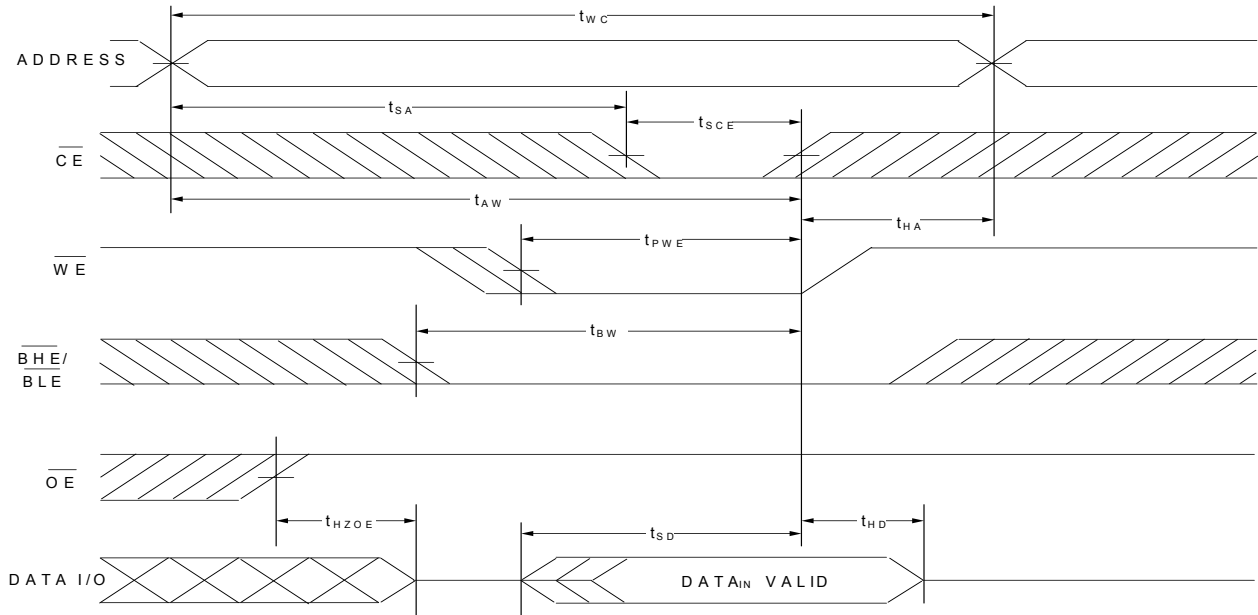 tWC
ADDRESS
tSA
tSCE
CE
tAW
tHA
tPWE
WE
tBW
BHE/
BLE
OE
tHZOE
tSD
tHD
DATA I/O
DATAIN VALID